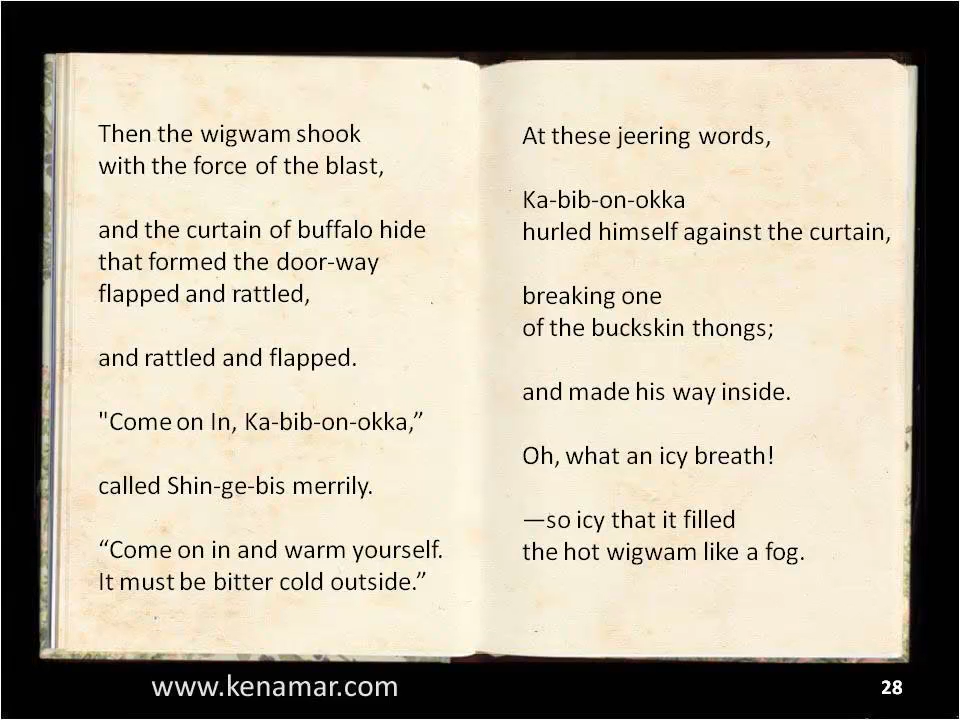 Then the wigwam shook
with the force of the blast,
and the curtain of buffalo hide
that formed the door-way
flapped and rattled,
and rattled and flapped.
"Come on In, Ka-bib-on-okka,”
called Shin-ge-bis merrily.
“Come on in and warm yourself.
It must be bitter cold outside.”
At these jeering words,
Ka-bib-on-okka
hurled himself against the curtain,
breaking one
of the buckskin thongs;
and made his way inside.
Oh, what an icy breath!
—so icy that it filled
the hot wigwam like a fog.
www.kenamar.com
28